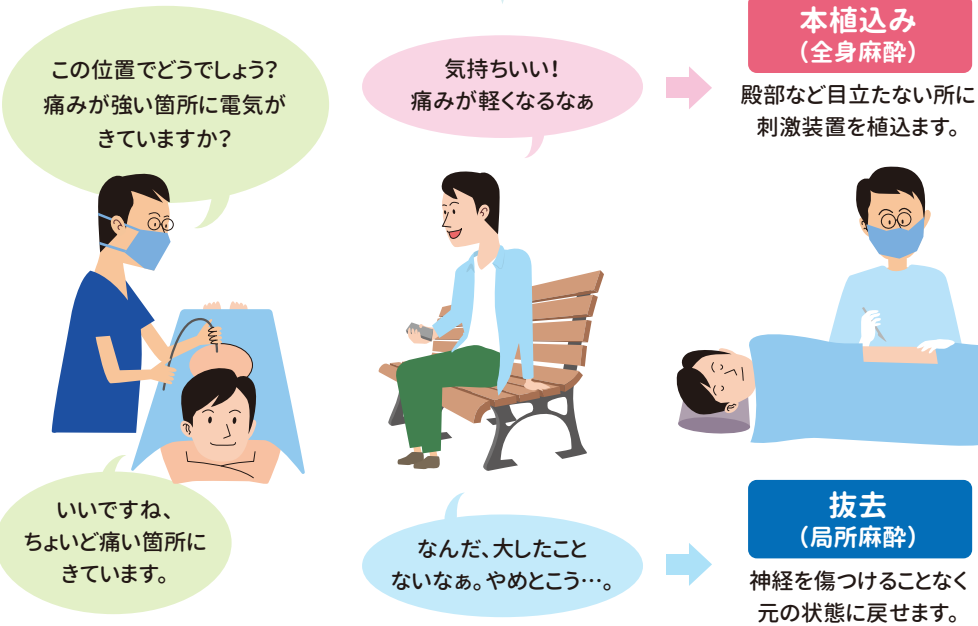 この位置でどうでしょう?
痛みが強い箇所に電気が
きていますか?
いいですね、
ちょいど痛い箇所に
きています。
気持ちいい!
痛みが軽くなるなぁ
本植込み
(全身麻酔)
殿部など目立たない所に
刺激装置を植込ます。
なんだ、大したこと
ないなぁ。やめとこう…。
抜去
(局所麻酔)
神経を傷つけることなく
元の状態に戻せます。